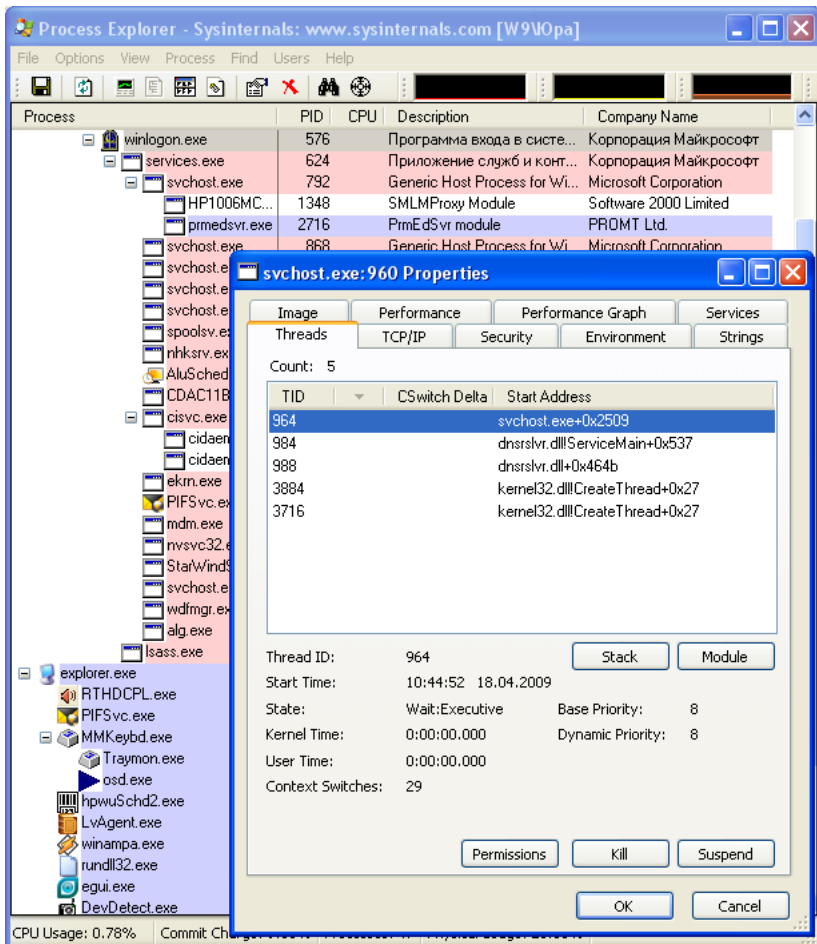 Process Explorer - Sysinternals: www.sysinternals.com [W9\Юра]
File Options View Process Find Users Help
Process PID CPU Description Company Name
winlogon.exe 576 Программа входа в систе... Корпорация Майкрософт
services.exe 624 Приложение служб и конт... Корпорация Майкрософт
svchost.exe 792 Generic Host Process for Wi... Microsoft Corporation
HP1006MC... 1348 SMLMProxy Module Software 2000 Limited
prmedsvr.exe 2716 PrmEdSvr module PROMT Ltd.
svchost.exe 868 Generic Host Process for Wi... Microsoft Corporation
svchost.e
svchost.e
svchost.e
spoolsv.e
nhksrv.ex
AluSched
CDAC11B
cisvc.exe
cidaen
cidaen
ekrn.exe
PIFSvc.ex
mdm.exe
nvsvc32.e
StarWindS
svchost.e
wdfmgr.ex
alg.exe
lsass.exe
explorer.exe
RTHDCPL.exe
PIFSvc.exe
MMKeybd.exe
Traymon.exe
osd.exe
hpwuSchd2.exe
LvAgent.exe
winampa.exe
rundll32.exe
egui.exe
DevDetect.exe
CPU Usage: 0.78% Commit Ch
svchost.exe:960 Properties
Image Performance Performance Graph Services
Threads TCP/IP Security Environment Strings
Count: 5
TID CSwitch Delta Start Address
964 svchost.exe+0x2509
984 dnsrslvr.dll!ServiceMain+0x537
988 dnsrslvr.dll+0x464b
3884 kernel32.dll!CreateThread+0x27
3716 kernel32.dll!CreateThread+0x27
Thread ID: 964 Stack Module
Start Time: 10:44:52 18.04.2009
State: Wait:Executive Base Priority: 8
Kernel Time: 0:00:00.000 Dynamic Priority: 8
User Time: 0:00:00.000
Context Switches: 29
Permissions Kill Suspend
OK Cancel